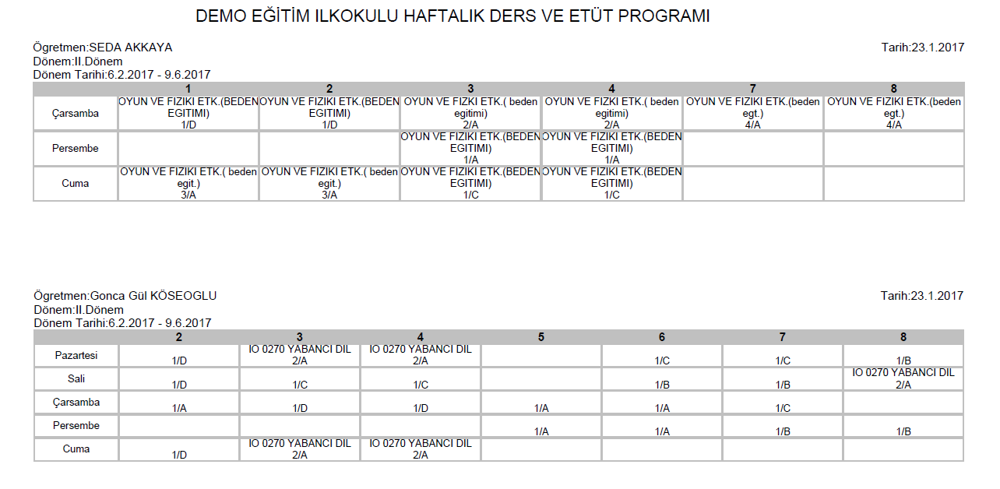 DEMO EĞİTİM ILKOKULU HAFTALIK DERS VE ETÜT PROGRAMI
Ögretmen:SEDA AKKAYA Tarih:23.1.2017
Dönem:II.Dönem
Dönem Tarihi:6.2.2017 - 9.6.2017
1 2 3 4 7 8
OYUN VE FIZIKI ETK.(BEDEN OYUN VE FIZIKI ETK.(BEDEN OYUN VE FIZKI ETK.( beden OYUN VE FIZKI ETK.( beden OYUN VE FIZIKI ETK.(beden OYUN VE FIZIKI ETK.(beden
Çarsamba EGITIMI) EGITIMI) egitimi) egitimi) egt.) egt.)
1/D 1/D 2/A 2/A 4/A 4/A
OYUN VE FIZIKI ETK.(BEDEN OYUN VE FIZIKI ETK.(BEDEN
Persembe EGITIMI) EGITIMI)
1/A 1/A
OYUN VE FIZIKI ETK.( beden OYUN VE FIZIKI ETK.( beden OYUN VE FIZIKI ETK.(BEDEN OYUN VE FIZIKI ETK.(BEDEN
Cuma egit.) egit.) EGITIMI) EGITIMI)
3/A 3/A 1/C 1/C
Ögretmen:Gonca Gül KÖSEOGLU Tarih:23.1.2017
Dönem:II.Dönem
Dönem Tarihi:6.2.2017 - 9.6.2017
2 3 4 5 6 7 8
IO 0270 YABANCI DIL IO 0270 YABANCI DIL
Pazartesi 1/D 2/A 2/A 1/C 1/C 1/B
IO 0270 YABANCI DIL
Sali 1/D 1/C 1/C 1/B 1/B 2/A
Çarsamba 1/A 1/D 1/D 1/A 1/A 1/C
Persembe 1/A 1/A 1/B 1/B
IO 0270 YABANCI DIL IO 0270 YABANCI DIL
Cuma 1/D 2/A 2/A